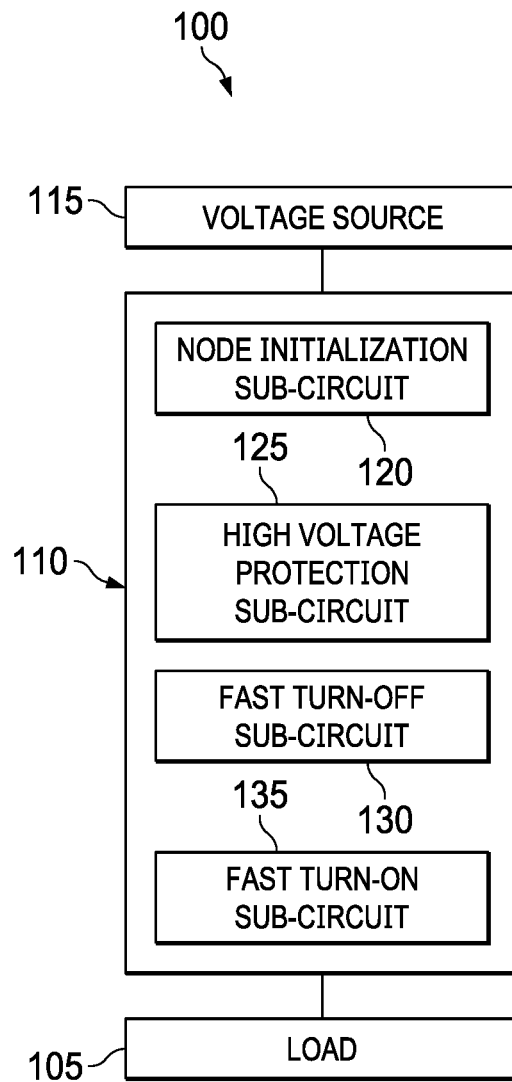 100
115
VOLTAGE SOURCE
NODE INITIALIZATION
SUB-CIRCUIT
125
120
HIGH VOLTAGE
PROTECTION
SUB-CIRCUIT
110
FAST TURN-OFF
SUB-CIRCUIT
135
130
FAST TURN-ON
SUB-CIRCUIT
LOAD
105